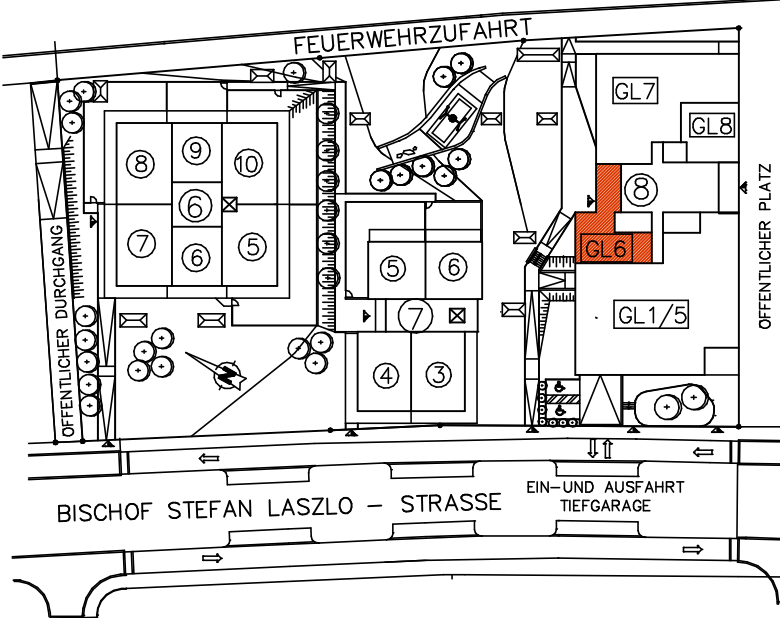 FEUERWEHRZUFAHRT
GL7
GL8
8
9
10
8
6
7
6
5
GL6
5
6
GL1/5
7
4
3
N
ÖFFENTLICHER DURCHGANG
ÖFFENTLICHER PLATZ
BISCHOF STEFAN LASZLO – STRASSE
EIN–UND AUSFAHRT
TIEFGARAGE